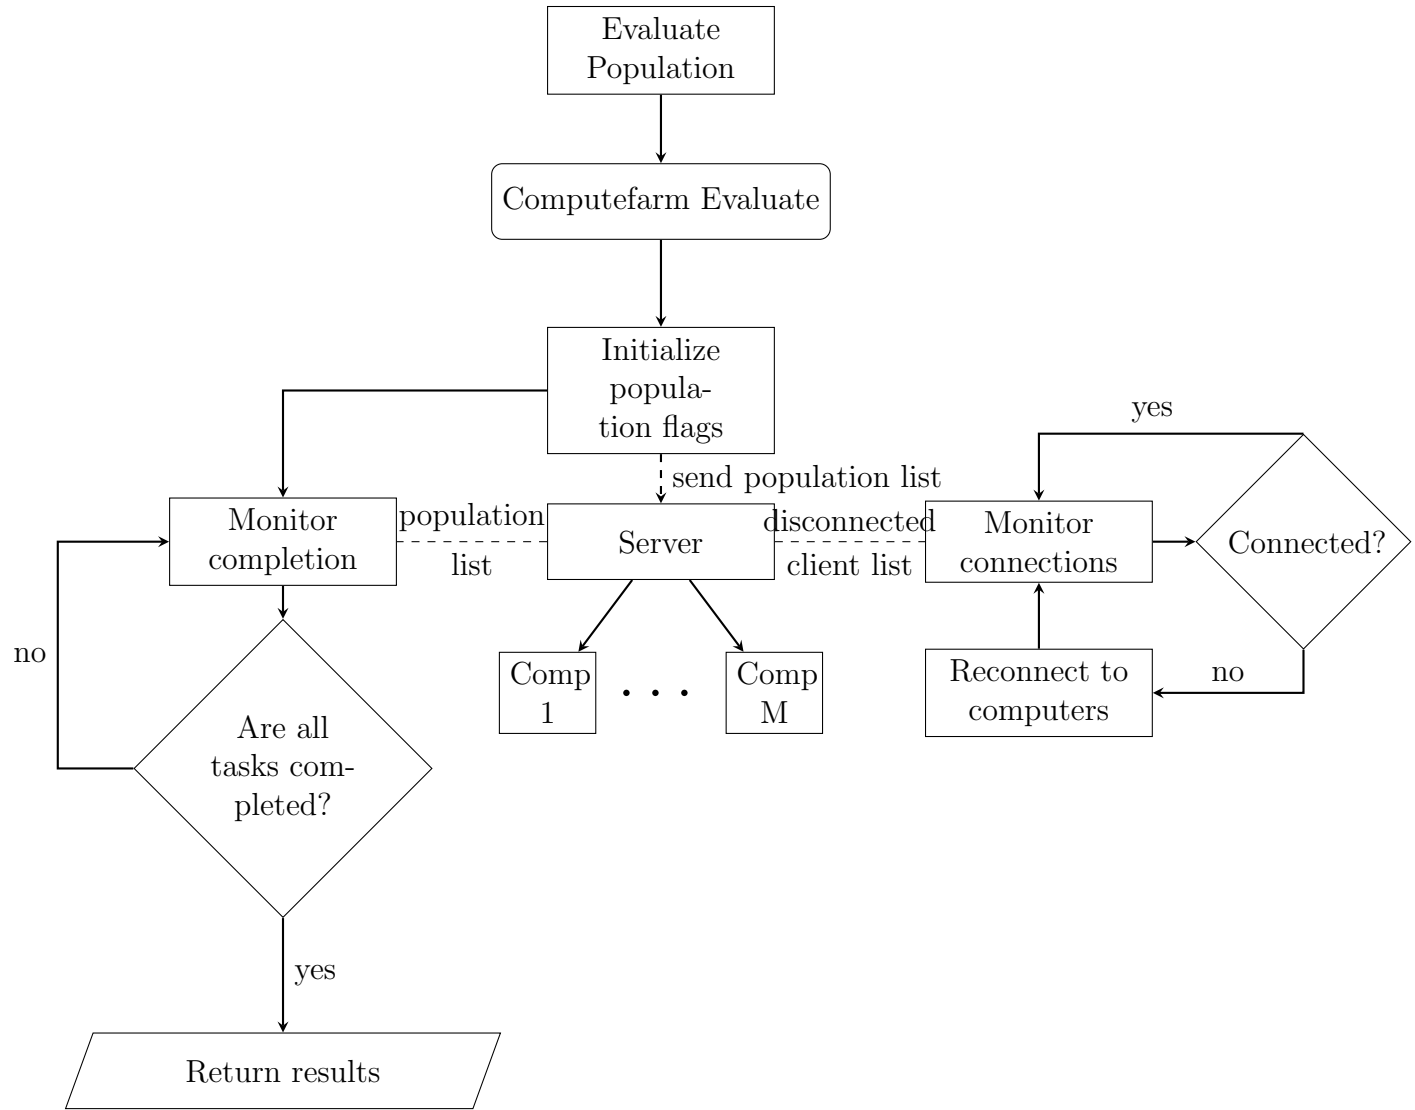 Evaluate
Population
Computefarm Evaluate
Initialize
popula-
tion flags
send population list
yes
Monitor
completion
population
list
Server
disconnected
client list
Monitor
connections
Connected?
no
Comp
1
. . .
Comp
M
Reconnect to
computers
no
Are all
tasks com-
pleted?
yes
Return results